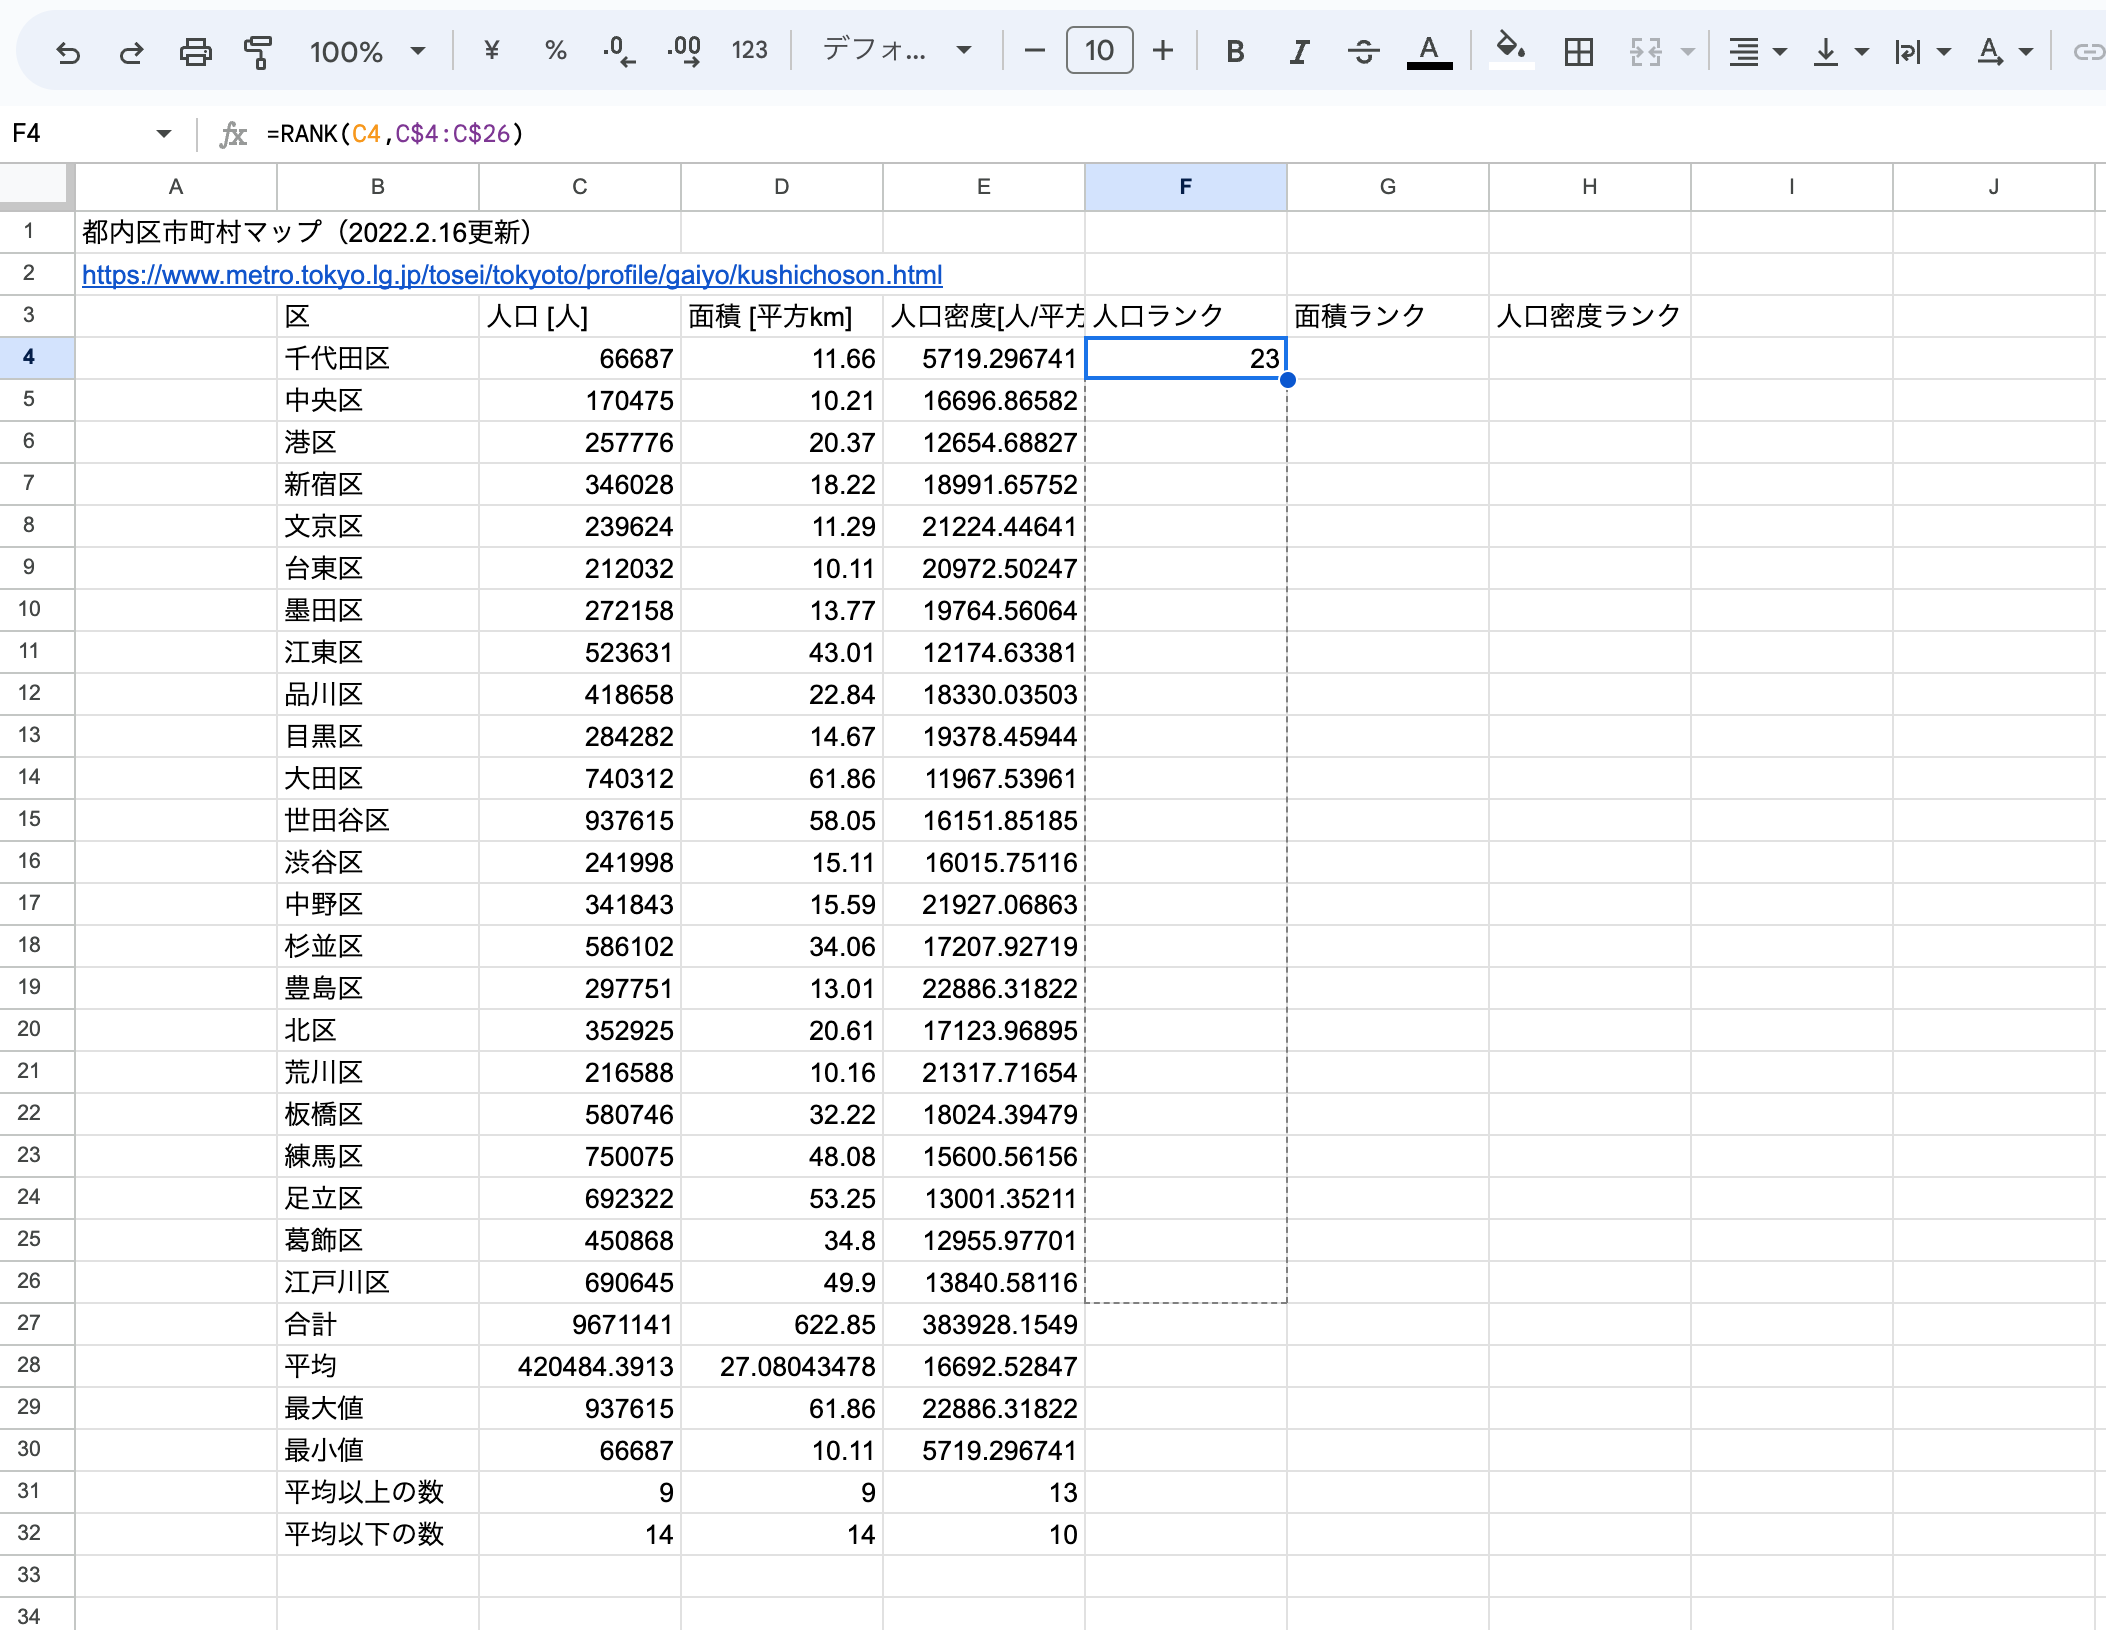 100% ¥ % .0 .00 123 デフォ... 10 B I A A
F4 fx =RANK(C4,C$4:C$26)
A B C D E F G H I J
1 都内区市町村マップ（2022.2.16更新）
2 https://www.metro.tokyo.lg.jp/tosei/tokyoto/profile/gaiyo/kushichoson.html
3 区 人口 [人] 面積 [平方km] 人口密度[人/平方 人口ランク 面積ランク 人口密度ランク
4 千代田区 66687 11.66 5719.296741 23
5 中央区 170475 10.21 16696.86582
6 港区 257776 20.37 12654.68827
7 新宿区 346028 18.22 18991.65752
8 文京区 239624 11.29 21224.44641
9 台東区 212032 10.11 20972.50247
10 墨田区 272158 13.77 19764.56064
11 江東区 523631 43.01 12174.63381
12 品川区 418658 22.84 18330.03503
13 目黒区 284282 14.67 19378.45944
14 大田区 740312 61.86 11967.53961
15 世田谷区 937615 58.05 16151.85185
16 渋谷区 241998 15.11 16015.75116
17 中野区 341843 15.59 21927.06863
18 杉並区 586102 34.06 17207.92719
19 豊島区 297751 13.01 22886.31822
20 北区 352925 20.61 17123.96895
21 荒川区 216588 10.16 21317.71654
22 板橋区 580746 32.22 18024.39479
23 練馬区 750075 48.08 15600.56156
24 足立区 692322 53.25 13001.35211
25 葛飾区 450868 34.8 12955.97701
26 江戸川区 690645 49.9 13840.58116
27 合計 9671141 622.85 383928.1549
28 平均 420484.3913 27.08043478 16692.52847
29 最大値 937615 61.86 22886.31822
30 最小値 66687 10.11 5719.296741
31 平均以上の数 9 9 13
32 平均以下の数 14 14 10
33
34